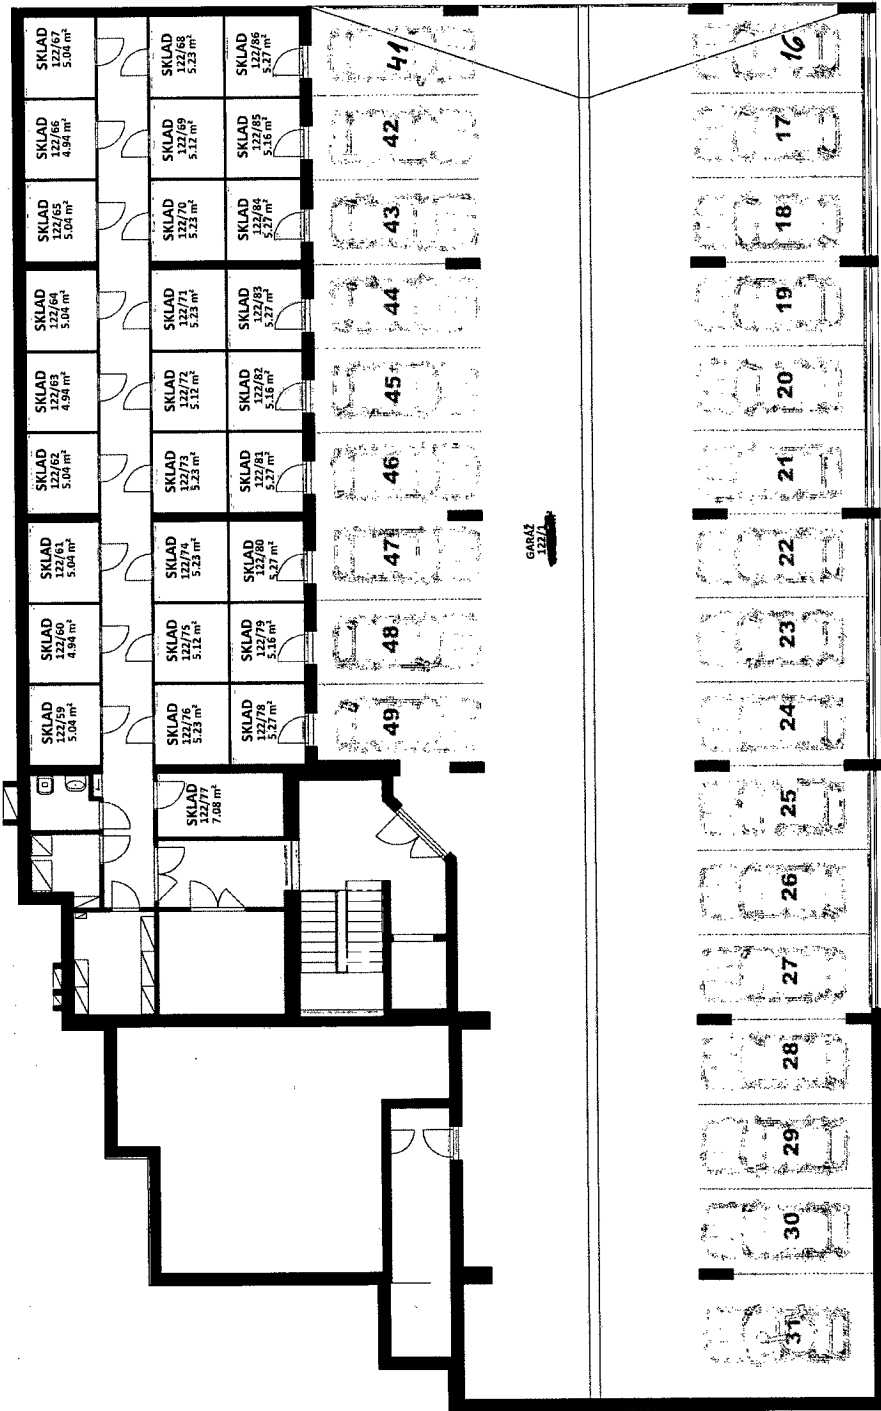 SKLAD
122/67
5.04 m²
SKLAD
122/68
5.23 m²
SKLAD
122/86
5.27 m²
41
16
SKLAD
122/66
4.94 m²
SKLAD
122/69
5.12 m²
SKLAD
122/85
5.16 m²
42
17
SKLAD
122/65
5.04 m²
SKLAD
122/70
5.23 m²
SKLAD
122/84
5.27 m²
43
18
SKLAD
122/64
5.04 m²
SKLAD
122/71
5.23 m²
SKLAD
122/83
5.27 m²
44
19
SKLAD
122/63
4.94 m²
SKLAD
122/72
5.12 m²
SKLAD
122/82
5.16 m²
45
20
SKLAD
122/62
5.04 m²
SKLAD
122/73
5.23 m²
SKLAD
122/81
5.27 m²
46
21
SKLAD
122/61
5.04 m²
SKLAD
122/74
5.23 m²
SKLAD
122/80
5.27 m²
47
GARÁŽ
122/1
22
SKLAD
122/60
4.94 m²
SKLAD
122/75
5.12 m²
SKLAD
122/79
5.16 m²
48
23
SKLAD
122/59
5.04 m²
SKLAD
122/76
5.23 m²
SKLAD
122/78
5.27 m²
49
24
SKLAD
122/77
7.08 m²
25
26
27
28
29
30
31